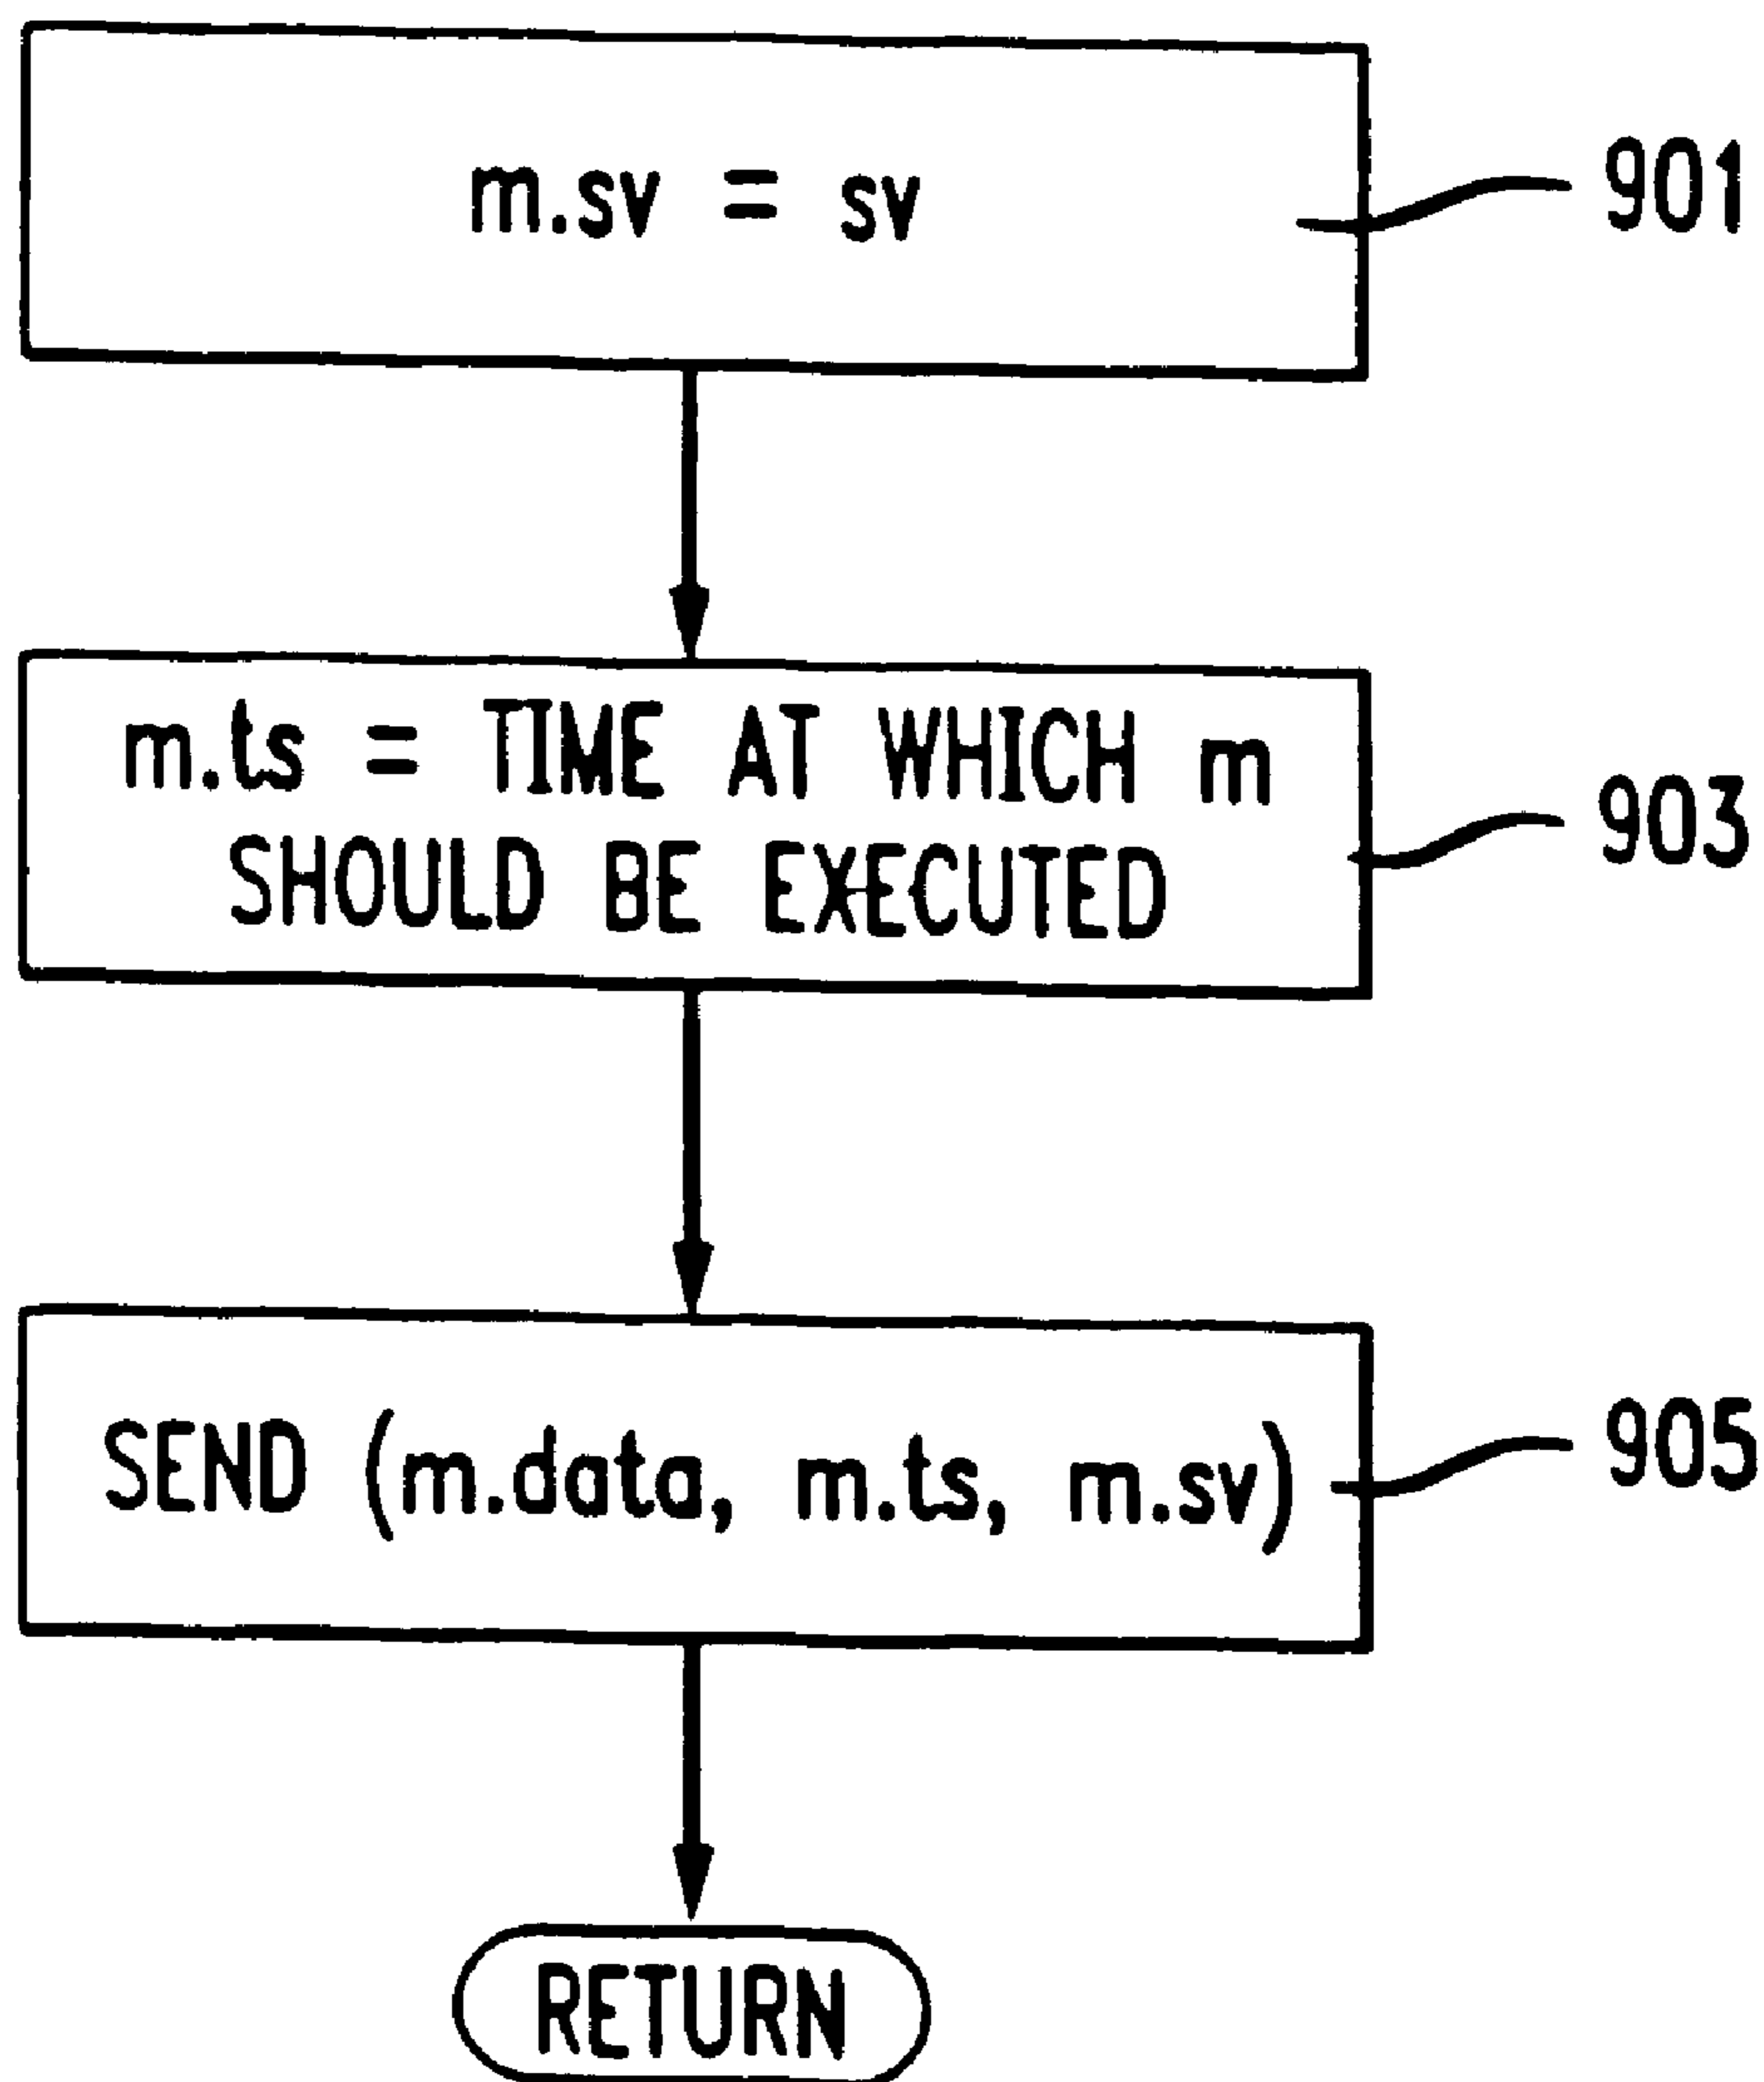 m.sv = sv
901
m.ts = TIME AT WHICH m
SHOULD BE EXECUTED
903
SEND (m.data, m.ts, m.sv)
905
RETURN